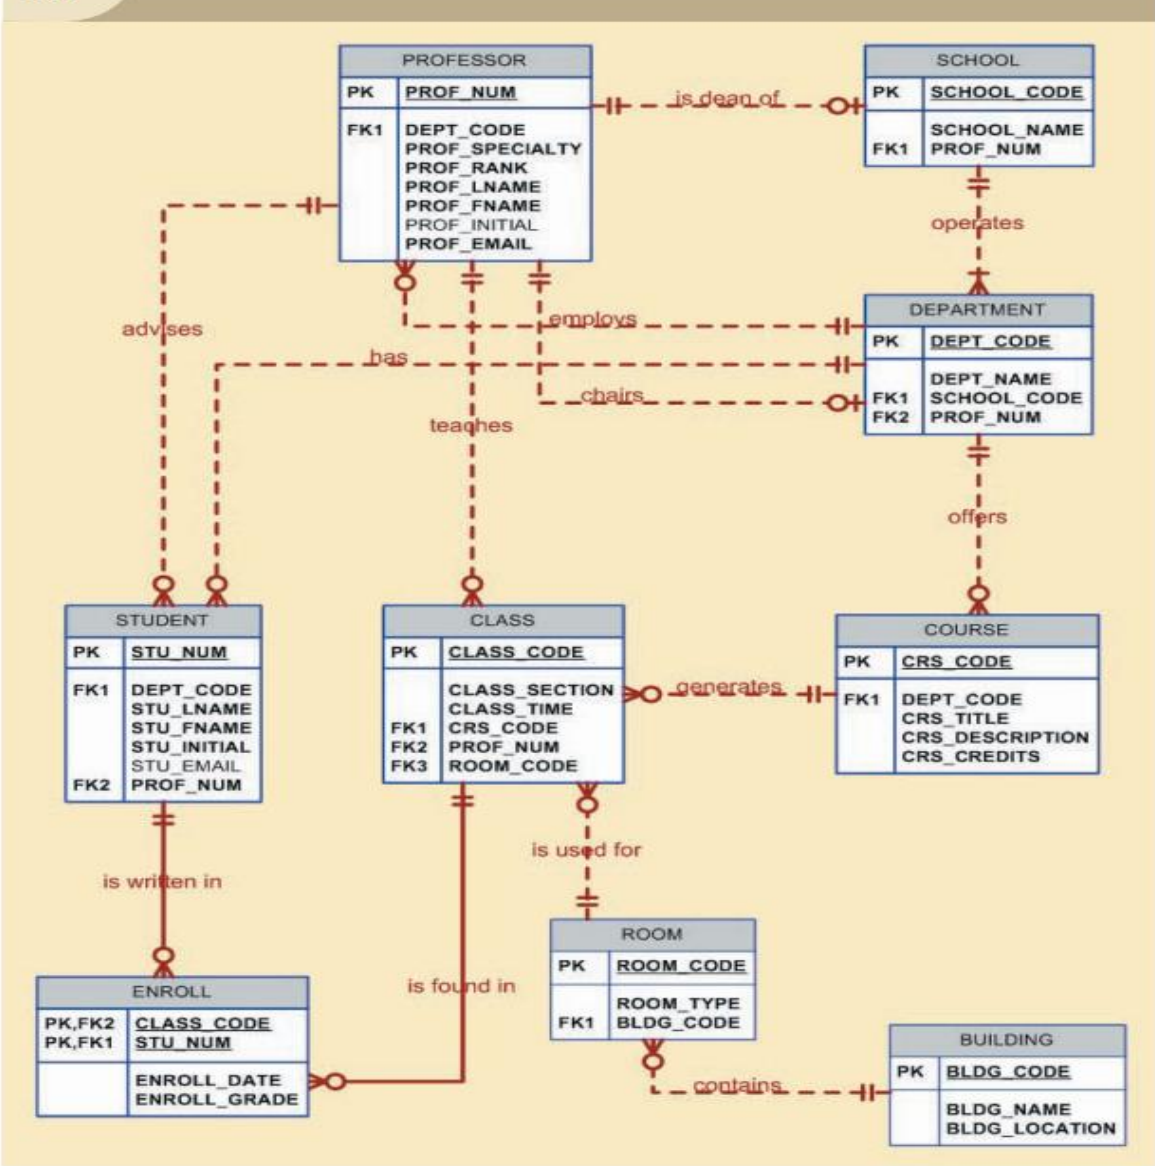 PROFESSOR
PK PROF_NUM
FK1 DEPT_CODE
PROF_SPECIALTY
PROF_RANK
PROF_LNAME
PROF_FNAME
PROF_INITIAL
PROF_EMAIL
is dean of
SCHOOL
PK SCHOOL_CODE
SCHOOL_NAME
FK1 PROF_NUM
operates
advises
employs
has
chairs
teaches
DEPARTMENT
PK DEPT_CODE
DEPT_NAME
FK1 SCHOOL_CODE
FK2 PROF_NUM
offers
STUDENT
PK STU_NUM
FK1 DEPT_CODE
STU_LNAME
STU_FNAME
STU_INITIAL
STU_EMAIL
FK2 PROF_NUM
CLASS
PK CLASS_CODE
CLASS_SECTION
CLASS_TIME
FK1 CRS_CODE
FK2 PROF_NUM
FK3 ROOM_CODE
generates
COURSE
PK CRS_CODE
FK1 DEPT_CODE
CRS_TITLE
CRS_DESCRIPTION
CRS_CREDITS
is written in
is used for
is found in
ENROLL
PK,FK2 CLASS_CODE
PK,FK1 STU_NUM
ENROLL_DATE
ENROLL_GRADE
ROOM
PK ROOM_CODE
ROOM_TYPE
FK1 BLDG_CODE
contains
BUILDING
PK BLDG_CODE
BLDG_NAME
BLDG_LOCATION